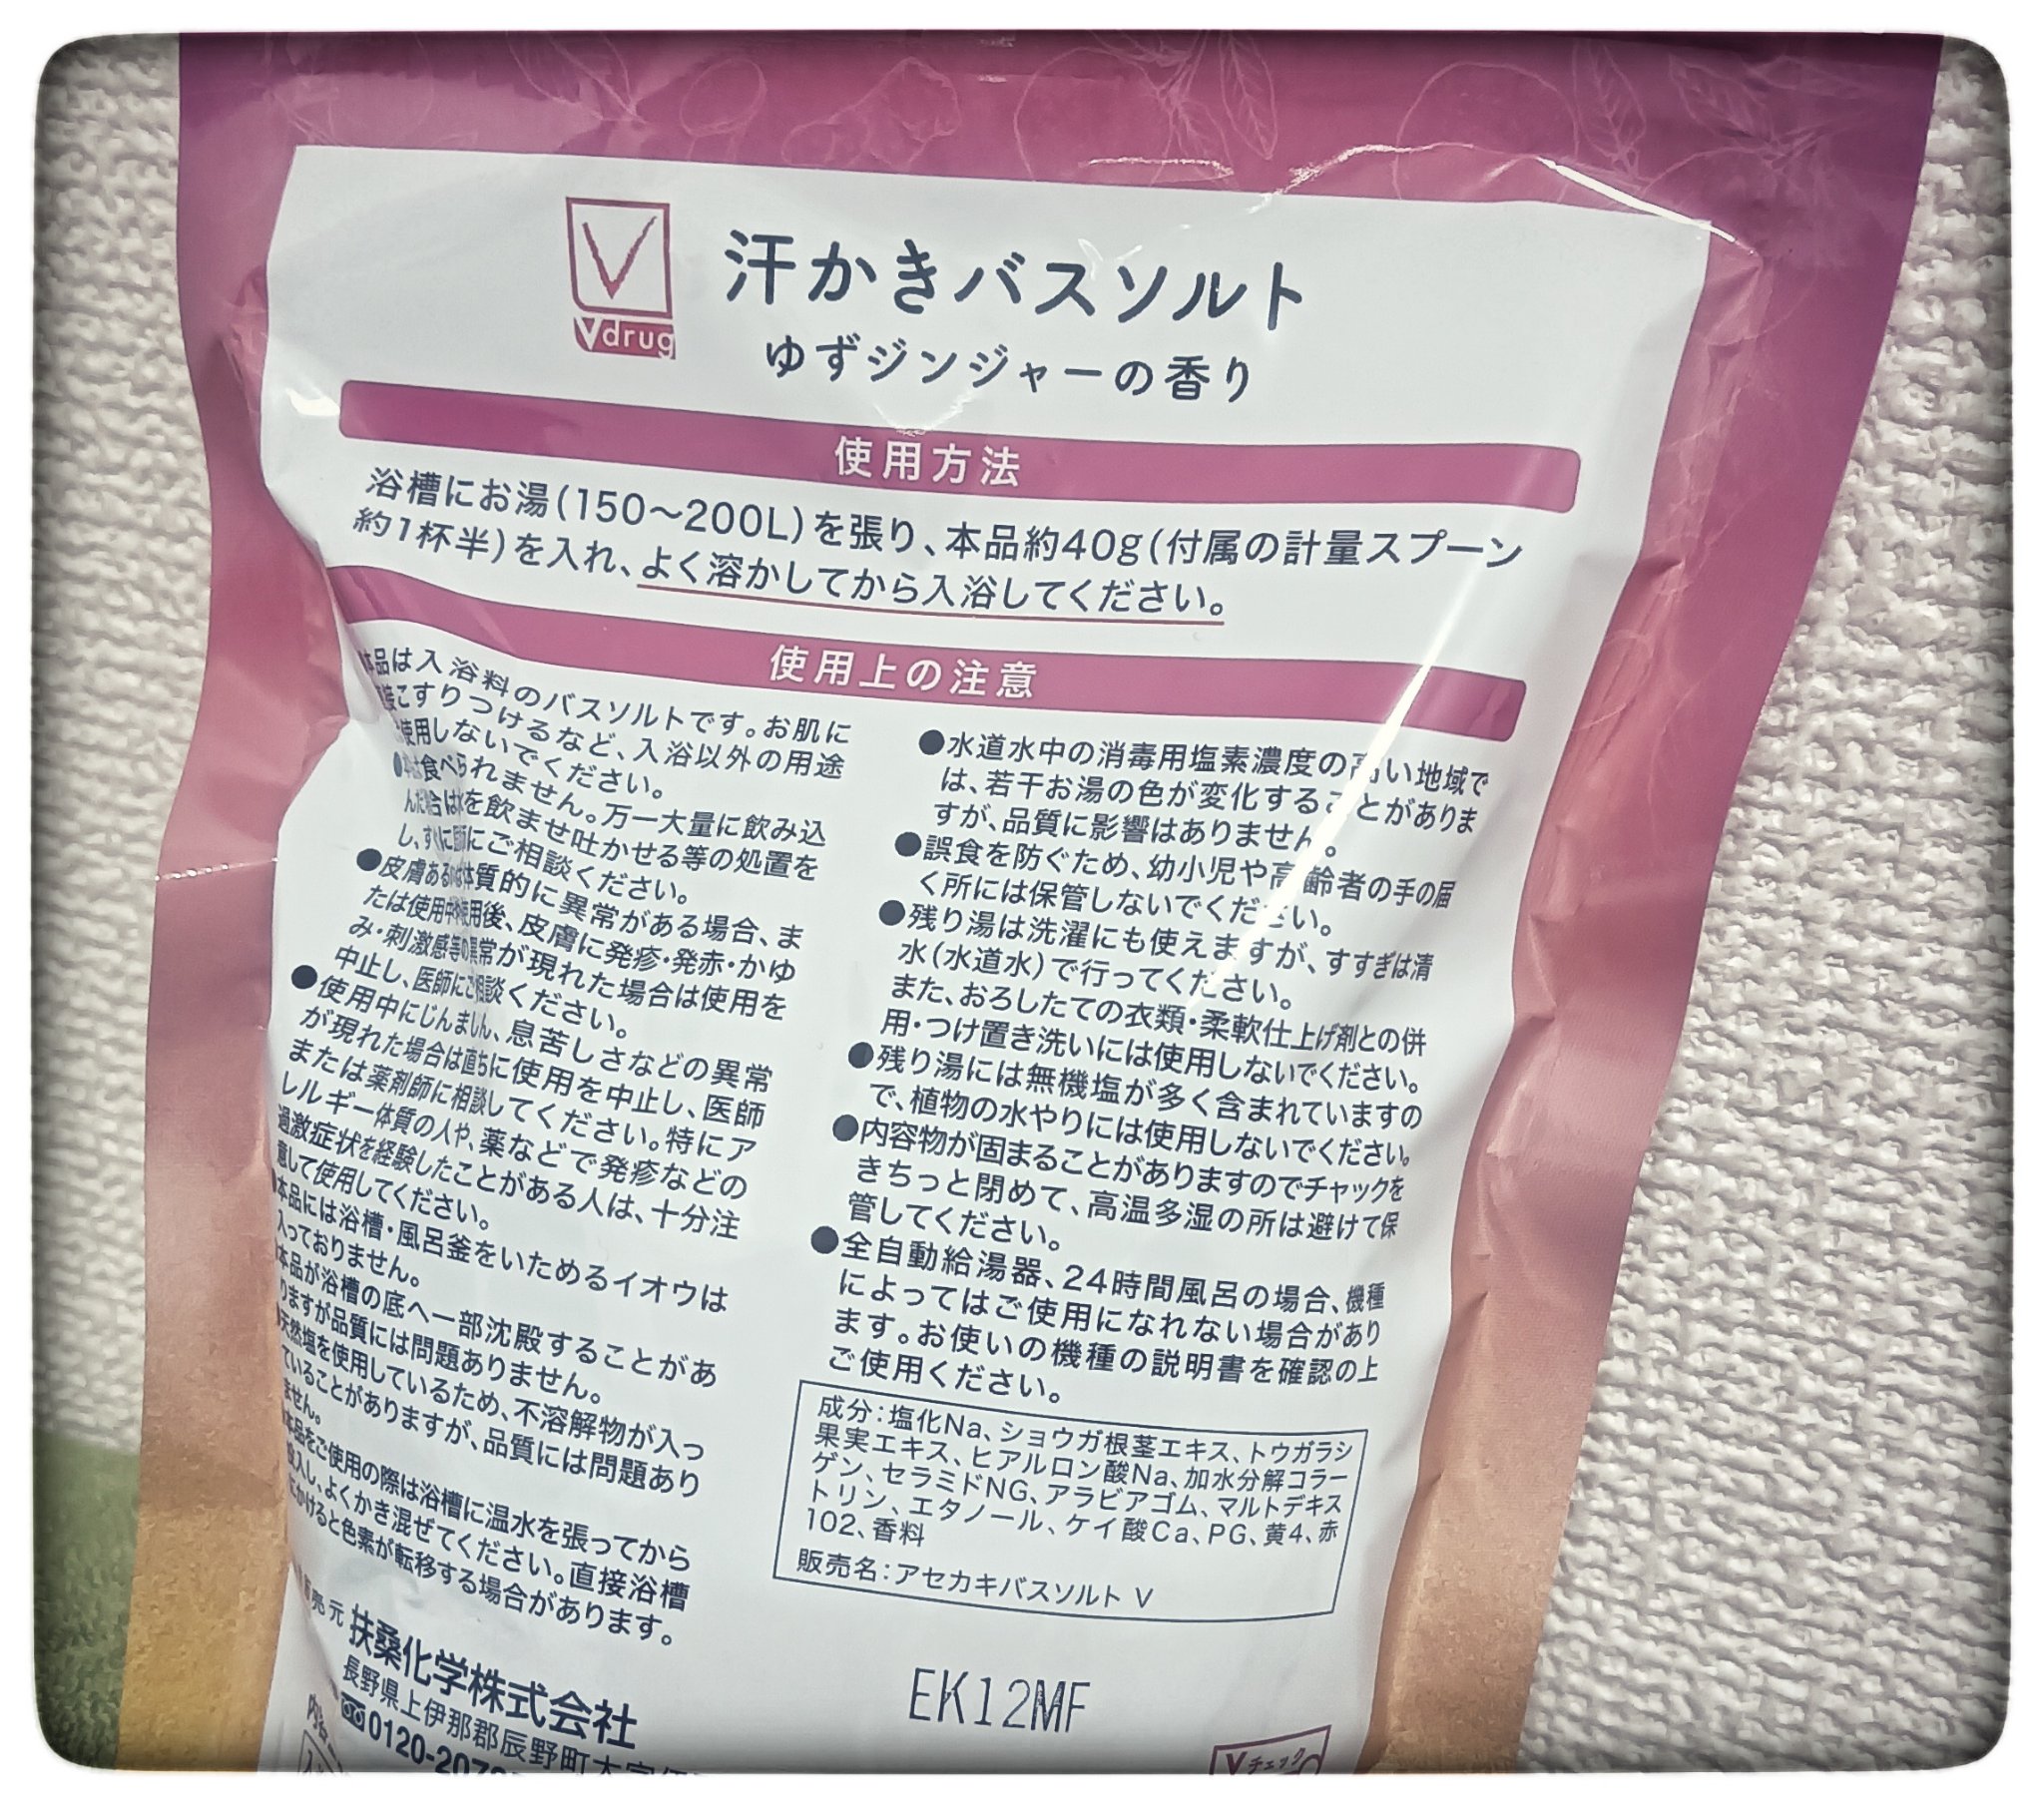 V
Vdrug
汗かきバスソルト
ゆずジンジャーの香り
使用方法
浴槽にお湯(150～200L)を張り、本品約40g(付属の計量スプーン
約1杯半)を入れ、よく溶かしてから入浴してください。
使用上の注意
本品は入浴料のバスソルトです。お肌に
接こすりつけるなど、入浴以外の用途
使用しないでください。
●本品は食べられません。万一大量に飲み込
んだ場合は水を飲ませ吐かせる等の処置を
し、すぐに医師にご相談ください。
●皮膚あるいは体質的に異常がある場合、ま
たは使用中や使用後、皮膚に発疹・発赤・かゆ
み・刺激感等の異常が現れた場合は使用を
中止し、医師にご相談ください。
●使用中にじんましん、息苦しさなどの異常
が現れた場合は直ちに使用を中止し、医師
または薬剤師に相談してください。特にア
レルギー体質の人や、薬などで発疹などの
過激症状を経験したことがある人は、十分注
意して使用してください。
●本品には浴槽・風呂釜をいためるイオウは
入っておりません。
●本品が浴槽の底へ一部沈殿することがあ
りますが品質には問題ありません。
●天然塩を使用しているため、不溶解物が入っ
ていることがありますが、品質には問題あり
ません。
●本品をご使用の際は浴槽に温水を張ってから
投入し、よくかき混ぜてください。直接浴槽
にかけると色素が転移する場合があります。
●水道水中の消毒用塩素濃度の高い地域で
は、若干お湯の色が変化することがありま
すが、品質に影響はありません。
●誤食を防ぐため、幼小児や高齢者の手の届
く所には保管しないでください。
●残り湯は洗濯にも使えますが、すすぎは清
水(水道水)で行ってください。
また、おろしたての衣類・柔軟仕上げ剤との併
用・つけ置き洗いには使用しないでください。
●残り湯には無機塩が多く含まれていますの
で、植物の水やりには使用しないでください。
●内容物が固まることがありますのでチャックを
きちっと閉めて、高温多湿の所は避けて保
管してください。
●全自動給湯器、24時間風呂の場合、機種
によってはご使用になれない場合があり
ます。お使いの機種の説明書を確認の上
ご使用ください。
成分：塩化Na、ショウガ根茎エキス、トウガラシ
果実エキス、ヒアルロン酸Na、加水分解コラー
ゲン、セラミドNG、アラビアゴム、マルトデキス
トリン、エタノール、ケイ酸Ca、PG、黄4、赤
102、香料
販売名：アセカキバスソルト V
売元 扶桑化学株式会社
長野県上伊那郡辰野町大字
0120-207
EK12MF
Vチェック